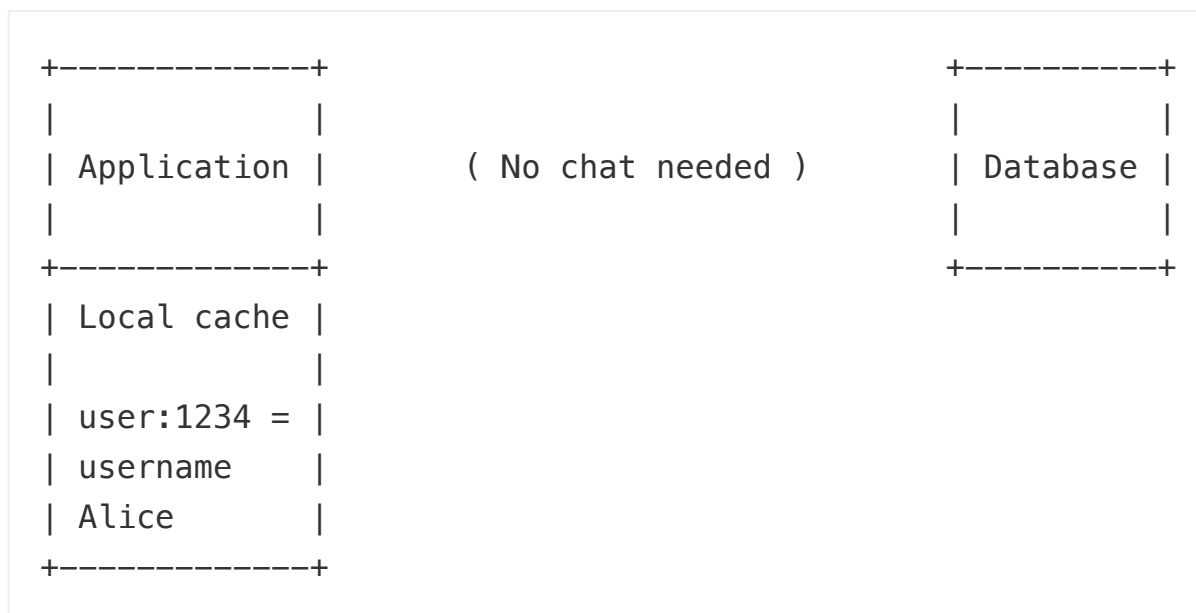 +-------------+                                +----------+
|             |                                |          |
| Application |       ( No chat needed )       | Database |
|             |                                |          |
+-------------+                                +----------+
| Local cache |
|             |
| user:1234 = |
| username    |
| Alice       |
+-------------+